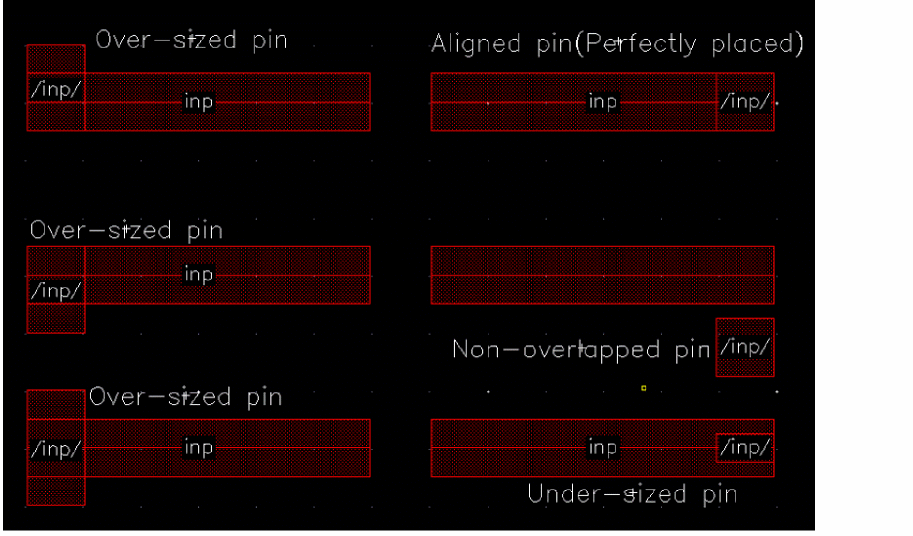 Over-sized pin
Aligned pin(Perfectly placed)
/inp/
inp
inp
/inp/
Over-sized pin
inp
/inp/
Non-overlapped pin
/inp/
Over-sized pin
/inp/
inp
inp
/inp/
Under-sized pin